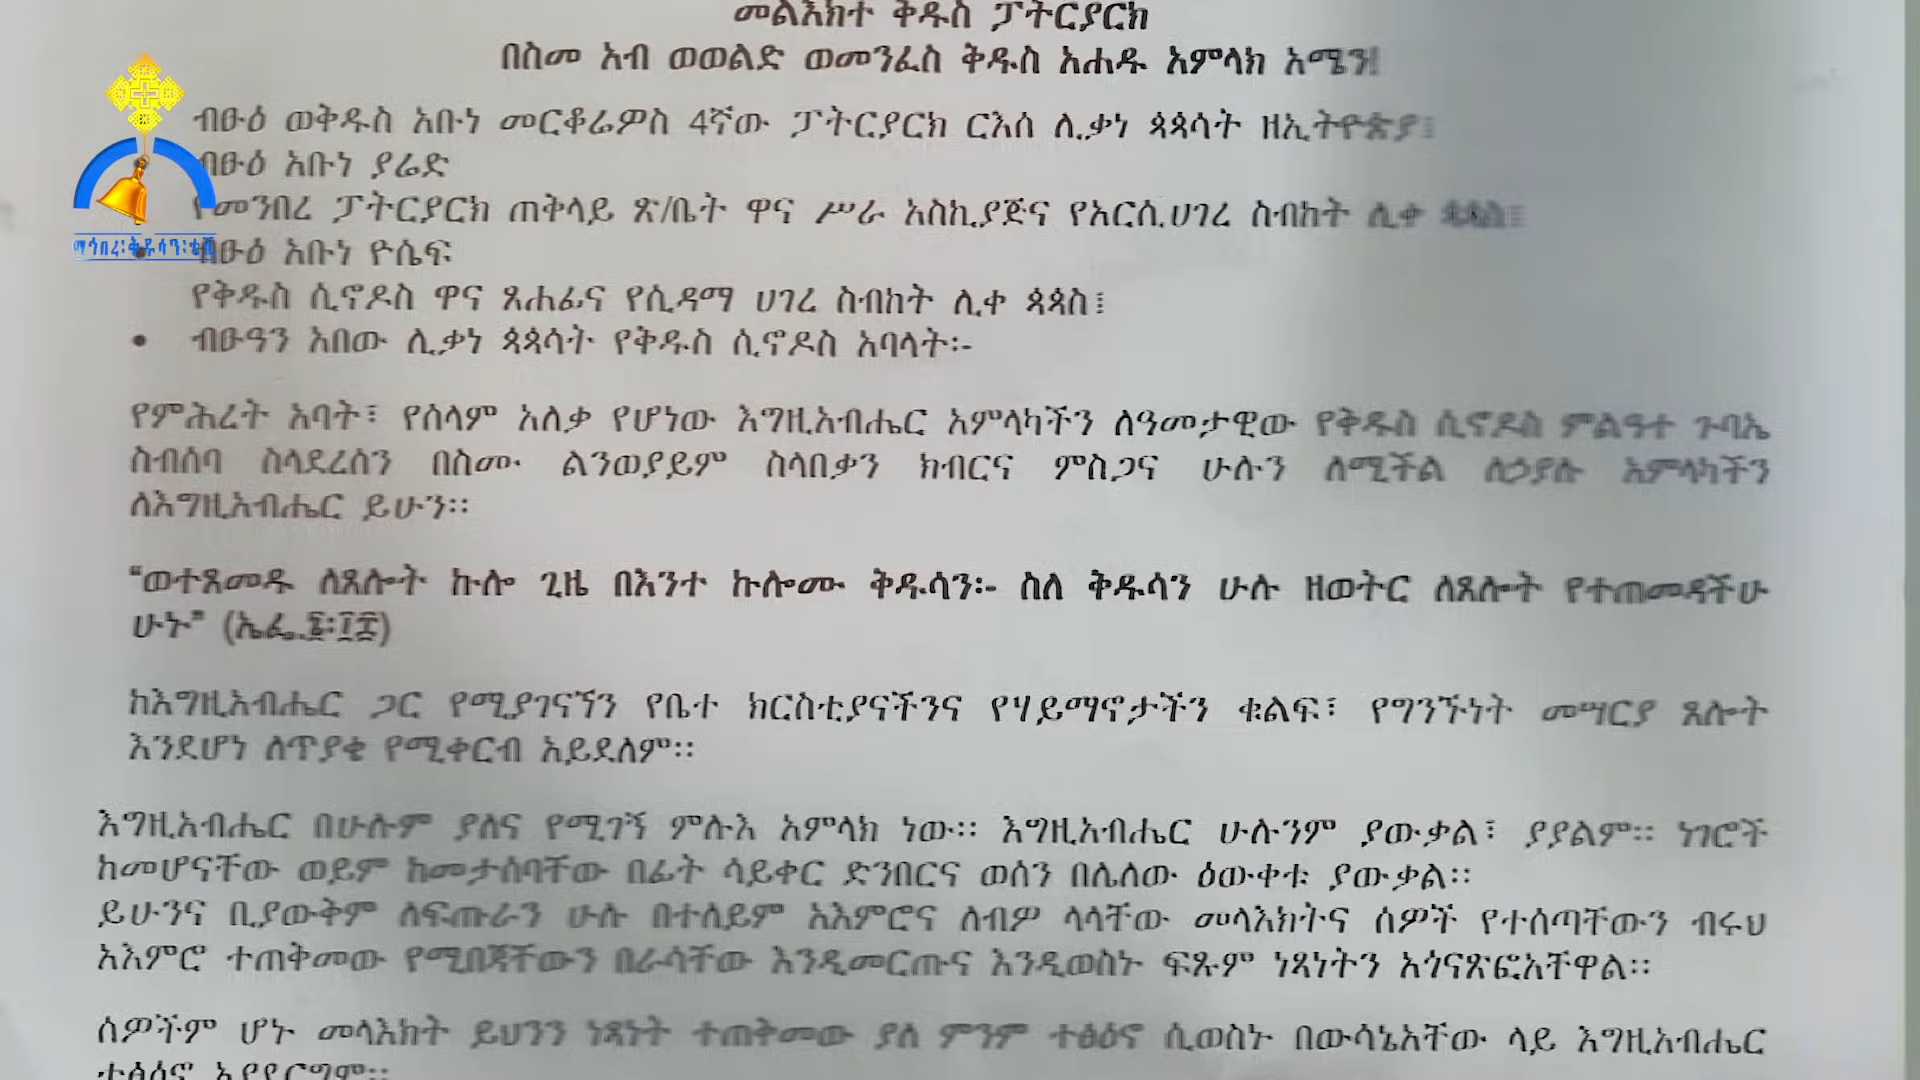 መልእክተ ቅዱስ ፓትርያርክ
በስመ አብ ወወልድ ወመንፈስ ቅዱስ አሐዱ አምላክ አሜን!
ብፁዕ ወቅዱስ አቡነ መርቆሬዎስ 4ኛው ፓትርያርክ ርእሰ ሊቃነ ጳጳሳት ዘኢትዮጵያ፤
ብፁዕ አቡነ ያሬድ
የመንበረ ፓትርያርክ ጠቅላይ ጽ/ቤት ዋና ሥራ አስኪያጅና የአርሲ ሀገረ ስብከት ሊቀ ጳጳስ፤
ማኅበረ፡ቅዱሳን፡ቴቪ
ብፁዕ አቡነ ዮሴፍ
የቅዱስ ሲኖዶስ ዋና ጸሐፊና የሲዳማ ሀገረ ስብከት ሊቀ ጳጳስ፤
• ብፁዓን አበው ሊቃነ ጳጳሳት የቅዱስ ሲኖዶስ አባላት፡-
የምሕረት አባት፣ የሰላም አለቃ የሆነው እግዚአብሔር አምላካችን ለዓመታዊው የቅዱስ ሲኖዶስ ምልዓተ ጉባኤ
ስብሰባ ስላደረሰን በስሙ ልንወያይም ስላበቃን ክብርና ምስጋና ሁሉን ለሚችል ለኃያሉ አምላካችን
ለእግዚአብሔር ይሁን።
“ወተጸመዱ ለጸሎት ኩሎ ጊዜ በእንተ ኩሎሙ ቅዱሳን፡- ስለ ቅዱሳን ሁሉ ዘወትር ለጸሎት የተጠመዳችሁ
ሁኑ” (ኤፌ.፮፡፲፰)
ከእግዚአብሔር ጋር የሚያገናኘን የቤተ ክርስቲያናችንና የሃይማኖታችን ቁልፍ፣ የግንኙነት መሣርያ ጸሎት
እንደሆነ ለጥያቄ የሚቀርብ አይደለም።
እግዚአብሔር በሁሉም ያለና የሚገኝ ምሉእ አምላክ ነው። እግዚአብሔር ሁሉንም ያውቃል፣ ያያልም። ነገሮች
ከመሆናቸው ወይም ከመታሰባቸው በፊት ሳይቀር ድንበርና ወሰን በሌለው ዕውቀቱ ያውቃል።
ይሁንና ቢያውቅም ለፍጡራን ሁሉ በተለይም አእምሮና ለብዎ ላላቸው መላእክትና ሰዎች የተሰጣቸውን ብሩህ
አእምሮ ተጠቅመው የሚበጃቸውን በራሳቸው እንዲመርጡና እንዲወስኑ ፍጹም ነጻነትን አጎናጽፎአቸዋል።
ሰዎችም ሆኑ መላእክት ይህንን ነጻነት ተጠቅመው ያለ ምንም ተፅዕኖ ሲወስኑ በውሳኔአቸው ላይ እግዚአብሔር
ተፅዕኖ አያደርግም።